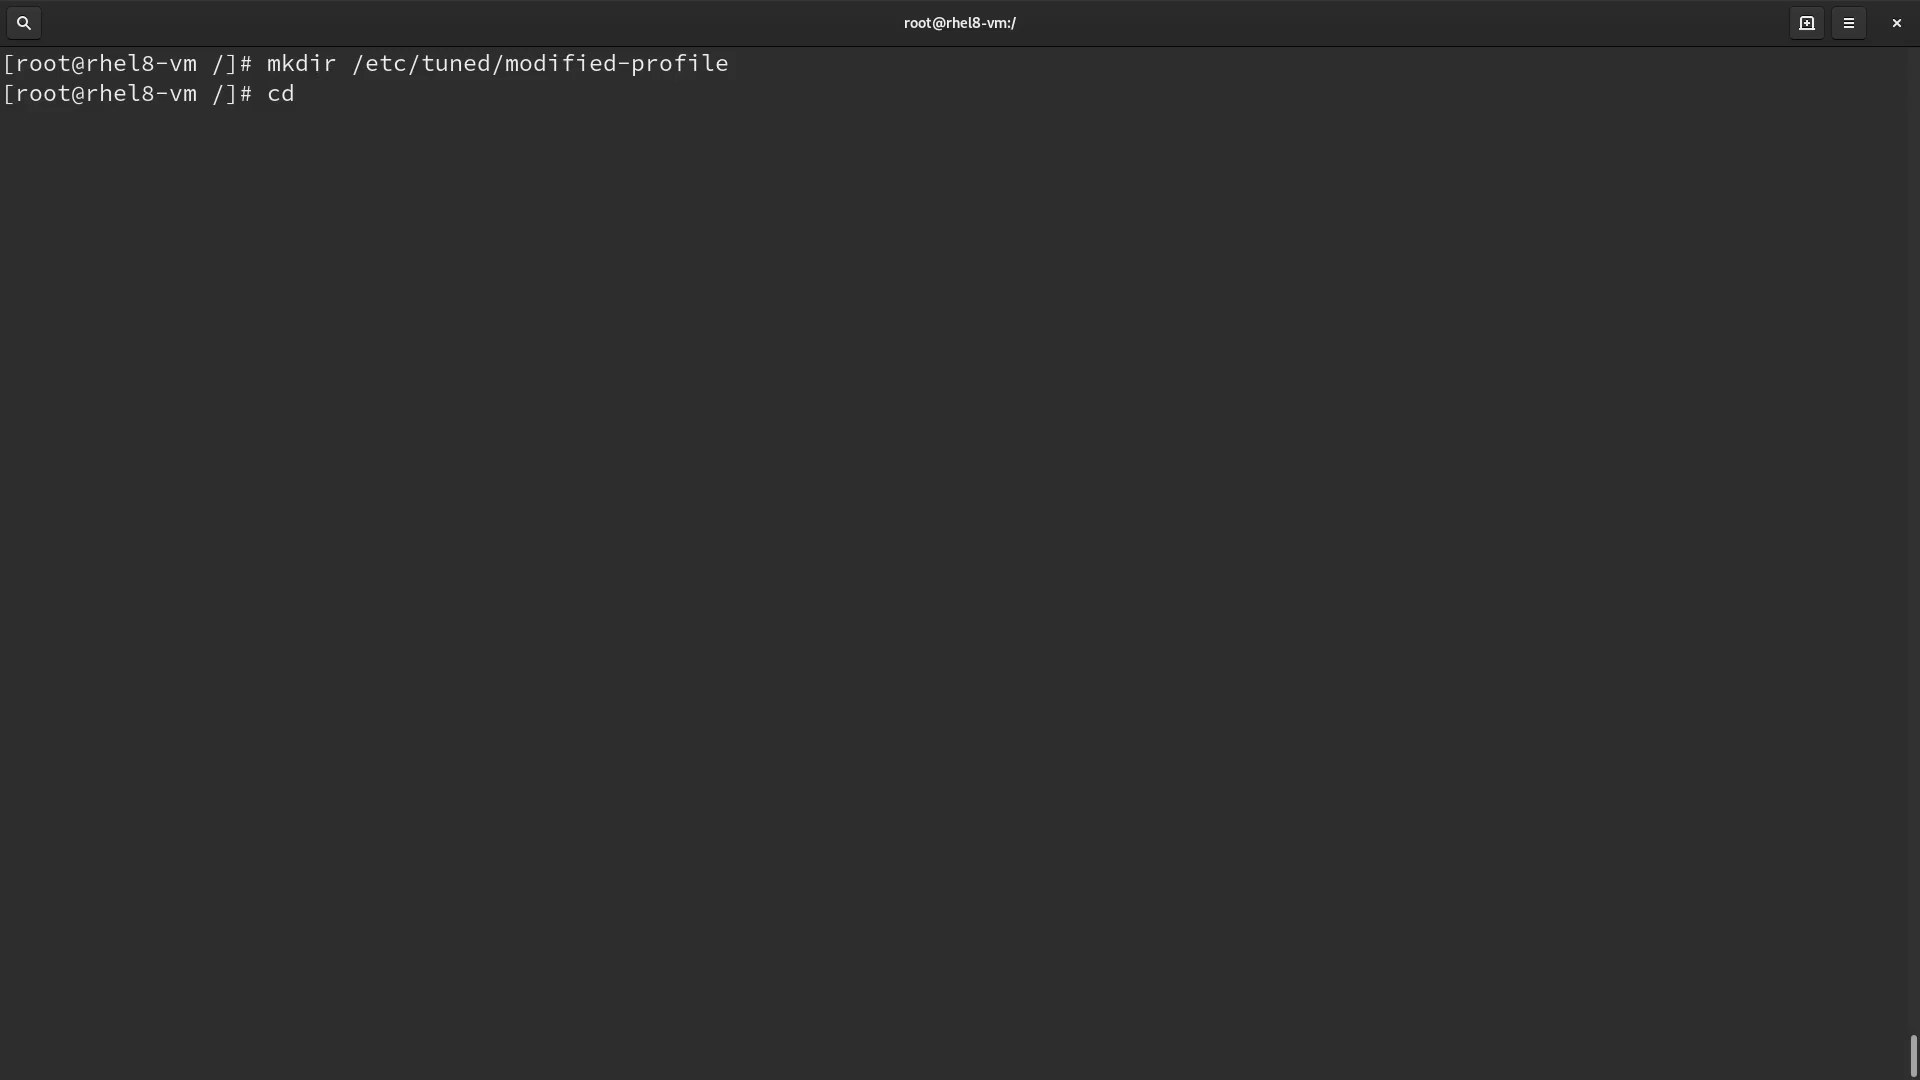 root@rhel8-vm:/
[root@rhel8-vm /]# mkdir /etc/tuned/modified-profile
[root@rhel8-vm /]# cd